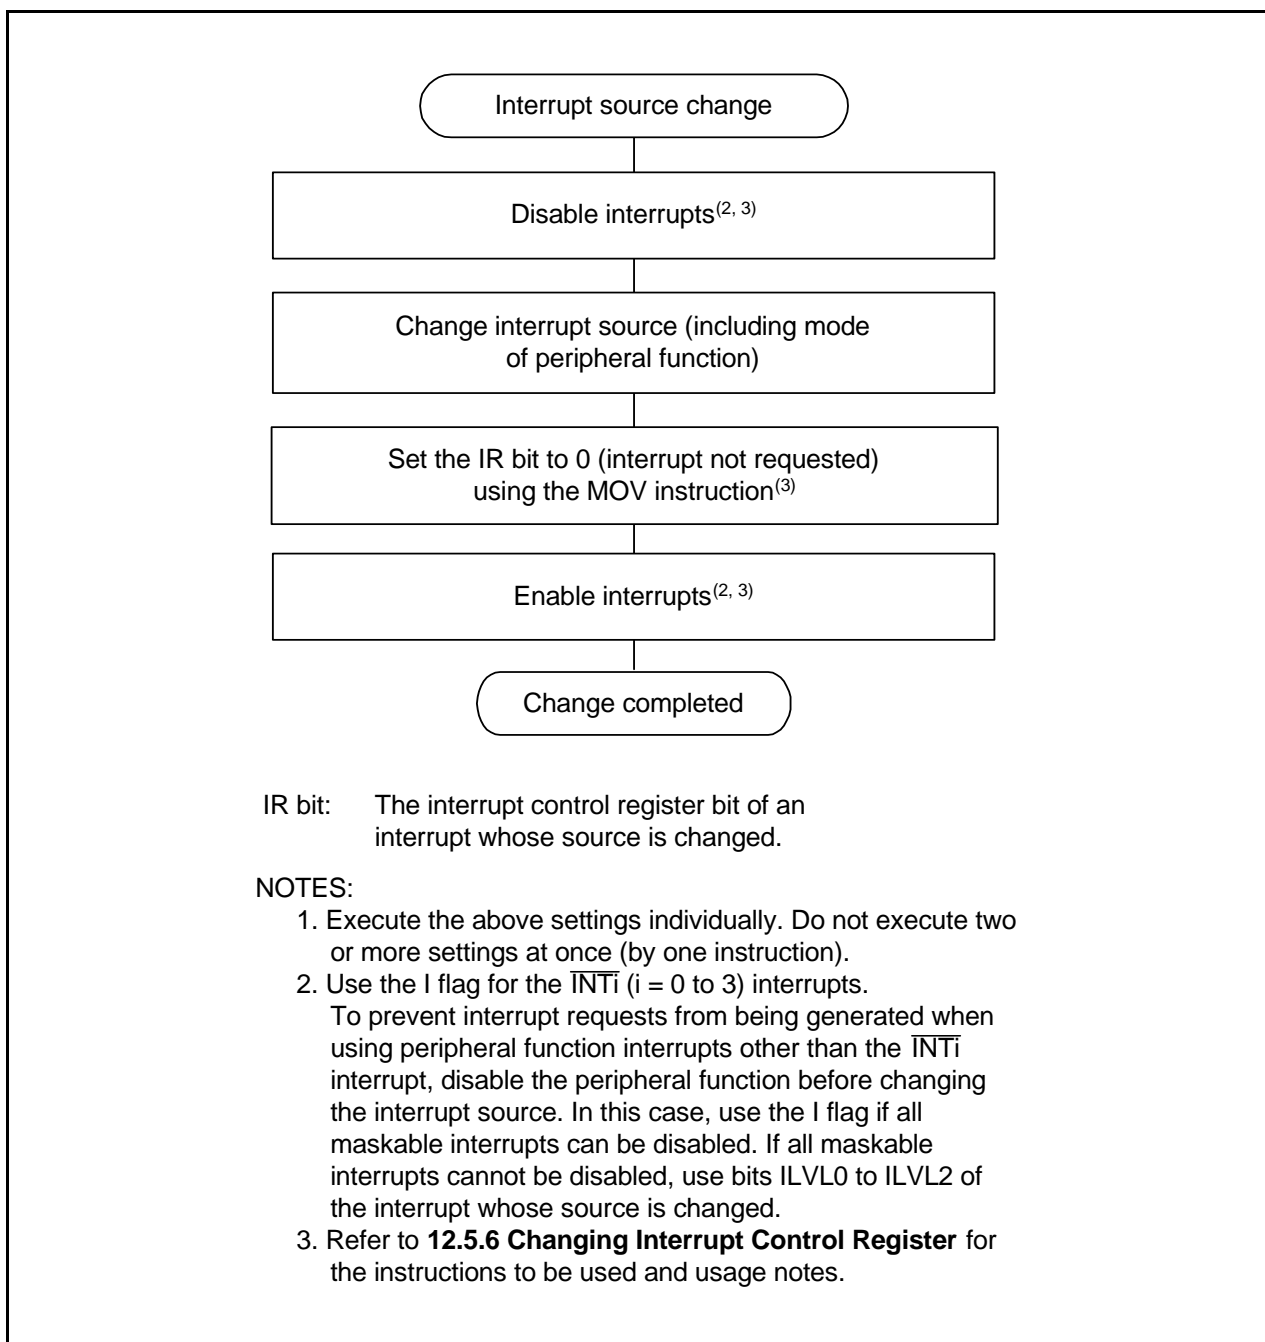 Interrupt source change
Disable interrupts(2, 3)
Change interrupt source (including mode
of peripheral function)
Set the IR bit to 0 (interrupt not requested)
using the MOV instruction(3)
Enable interrupts(2, 3)
Change completed
IR bit: The interrupt control register bit of an
interrupt whose source is changed.
NOTES:
1. Execute the above settings individually. Do not execute two
or more settings at once (by one instruction).
2. Use the I flag for the INTi (i = 0 to 3) interrupts.
To prevent interrupt requests from being generated when
using peripheral function interrupts other than the INTi
interrupt, disable the peripheral function before changing
the interrupt source. In this case, use the I flag if all
maskable interrupts can be disabled. If all maskable
interrupts cannot be disabled, use bits ILVL0 to ILVL2 of
the interrupt whose source is changed.
3. Refer to 12.5.6 Changing Interrupt Control Register for
the instructions to be used and usage notes.